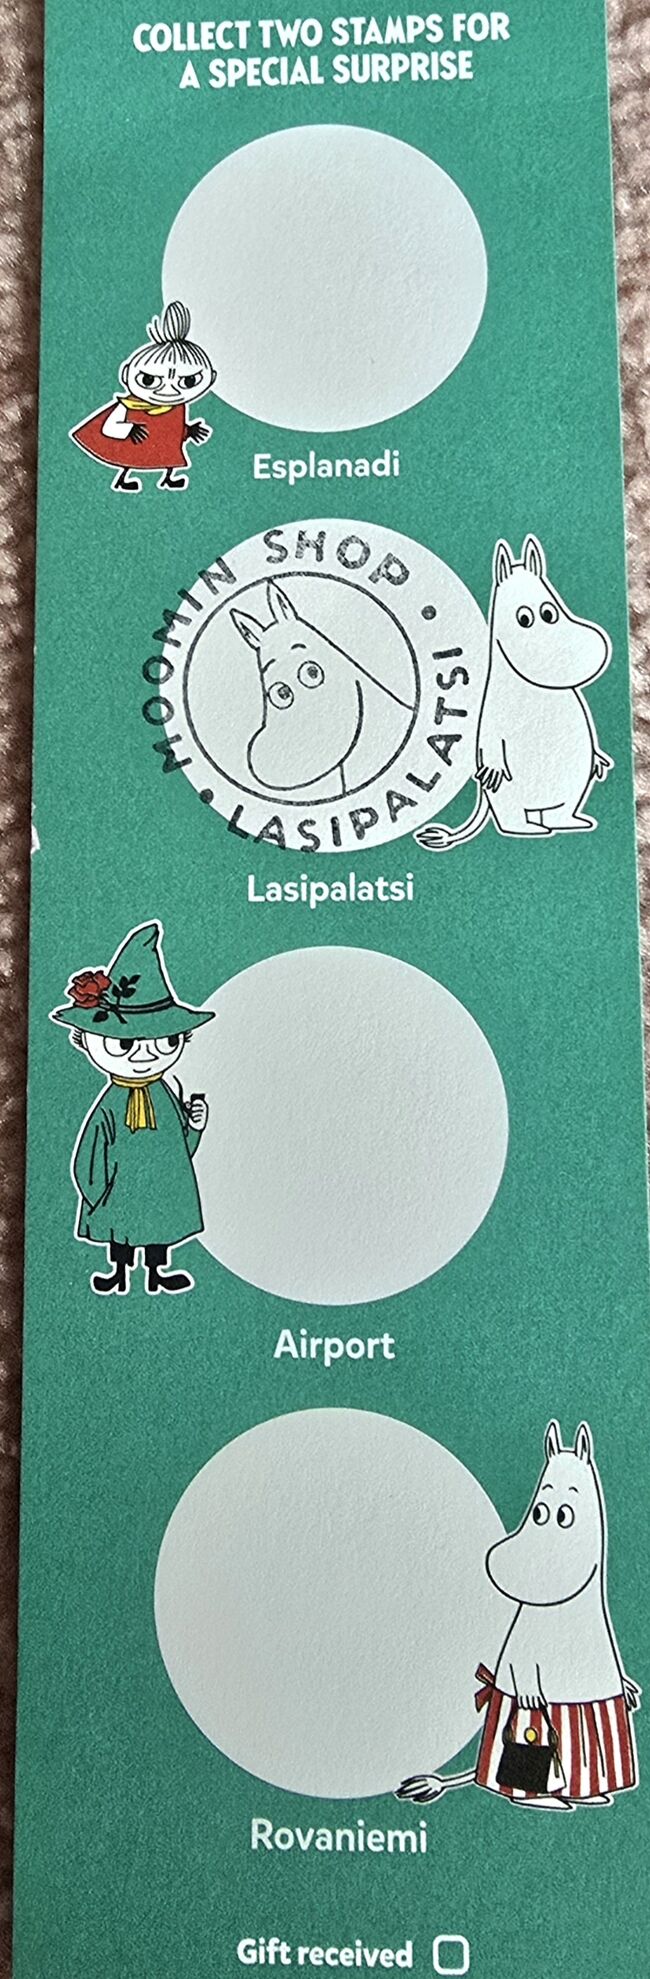 COLLECT TWO STAMPS FOR
A SPECIAL SURPRISE
Esplanadi
MOOMIN SHOP • LASIPALATSI •
Lasipalatsi
Airport
Rovaniemi
Gift received